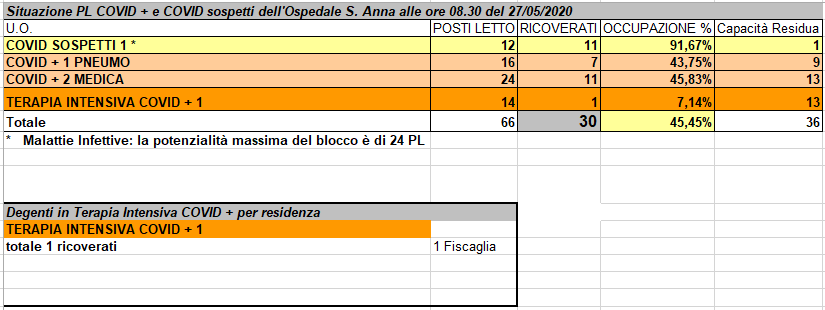 Situazione PL COVID + e COVID sospetti dell'Ospedale S. Anna alle ore 08.30 del 27/05/2020
U.O. POSTI LETTO RICOVERATI OCCUPAZIONE % Capacità Residua
COVID SOSPETTI 1 * 12 11 91,67% 1
COVID + 1 PNEUMO 16 7 43,75% 9
COVID + 2 MEDICA 24 11 45,83% 13
TERAPIA INTENSIVA COVID + 1 14 1 7,14% 13
Totale 66 30 45,45% 36
* Malattie Infettive: la potenzialità massima del blocco è di 24 PL
Degenti in Terapia Intensiva COVID + per residenza
TERAPIA INTENSIVA COVID + 1
totale 1 ricoverati 1 Fiscaglia